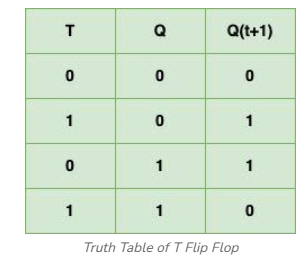 T Q Q(t+1)
0 0 0
1 0 1
0 1 1
1 1 0
Truth Table of T Flip Flop